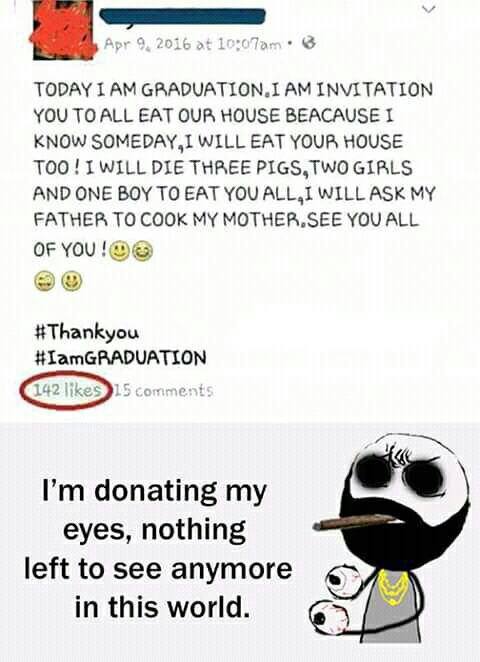 Apr 9, 2016 at 10:07am •
TODAY I AM GRADUATION.I AM INVITATION
YOU TO ALL EAT OUR HOUSE BEACAUSE I
KNOW SOMEDAY,I WILL EAT YOUR HOUSE
TOO! I WILL DIE THREE PIGS,TWO GIRLS
AND ONE BOY TO EAT YOU ALL,I WILL ASK MY
FATHER TO COOK MY MOTHER.SEE YOU ALL
OF YOU !
#Thankyou
#IamGRADUATION
142 likes 15 comments
I'm donating my
eyes, nothing
left to see anymore
in this world.